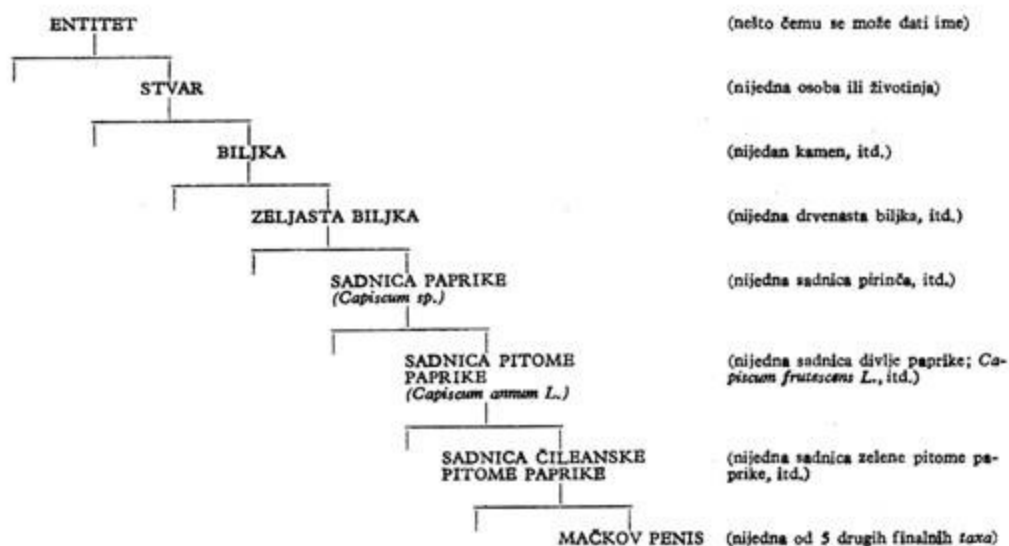 ENTITET (nešto čemu se može dati ime)
STVAR (nijedna osoba ili životinja)
BILJKA (nijedan kamen, itd.)
ZELJASTA BILJKA (nijedna drvenasta biljka, itd.)
SADNICA PAPRIKE (nijedna sadnica pirinča, itd.)
(Capiscum sp.)
SADNICA PITOME (nijedna sadnica divlje paprike; Ca-
PAPRIKE piscum frutescens L., itd.)
(Capiscum annum L.)
SADNICA ČILEANSKE (nijedna sadnica zelene pitome pa-
PITOME PAPRIKE prike, itd.)
MAČKOV PENIS (nijedna od 5 drugih finalnih taxa)